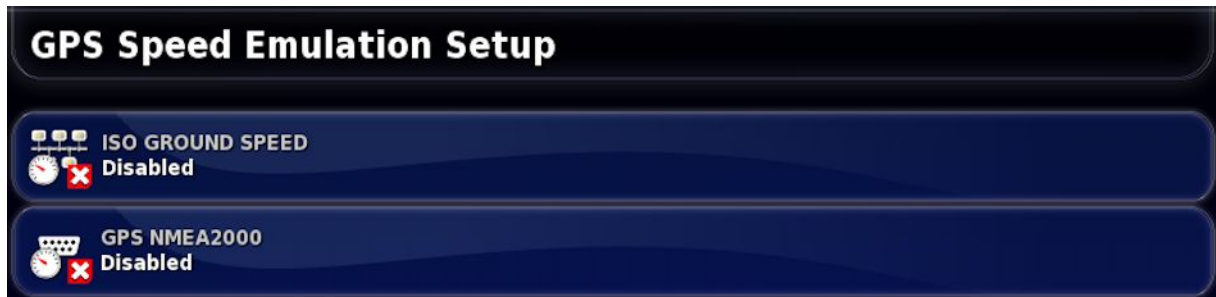 GPS Speed Emulation Setup
ISO GROUND SPEED
Disabled
GPS NMEA2000
Disabled